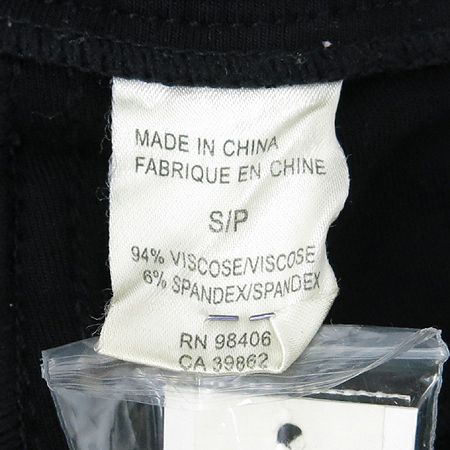 MADE IN CHINA
FABRIQUE EN CHINE
S/P
94% VISCOSE/VISCOSE
6% SPANDEX/SPANDEX
RN 98406
CA 39862